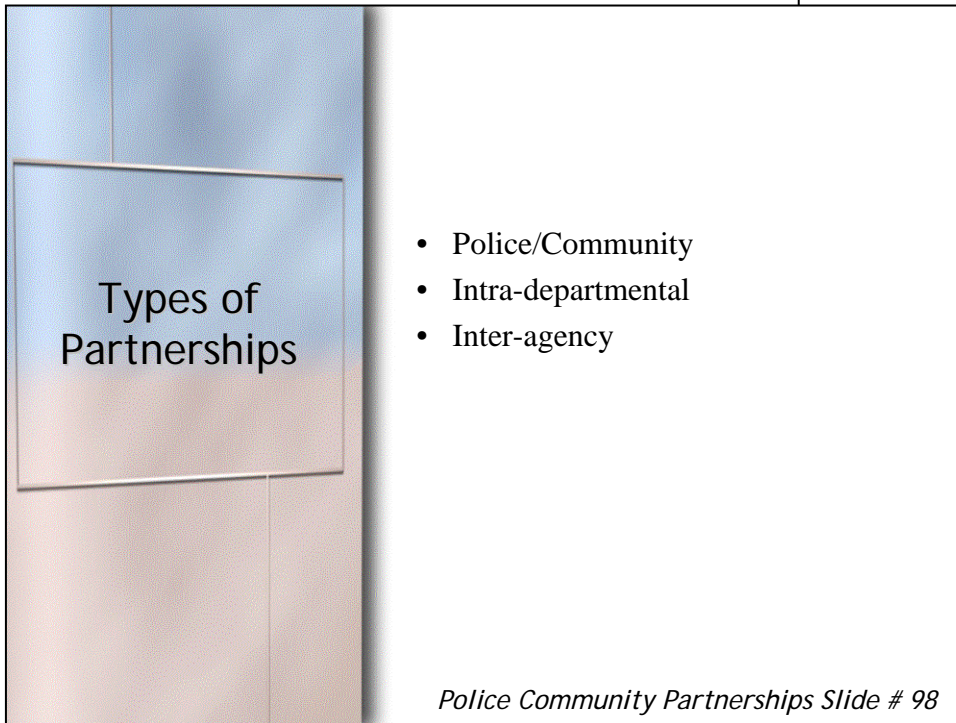 Types of
Partnerships
• Police/Community
• Intra-departmental
• Inter-agency
Police Community Partnerships Slide # 98